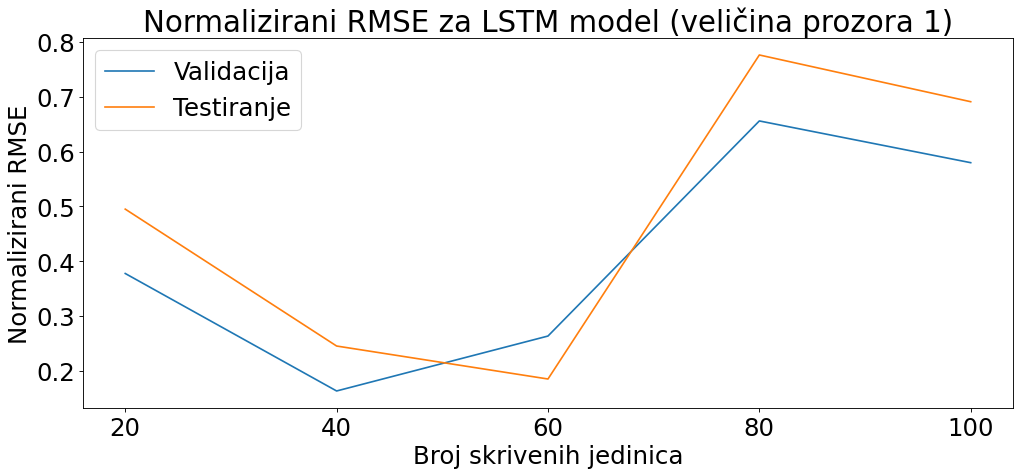 Normalizirani RMSE za LSTM model (veličina prozora 1)
Validacija
Testiranje
Normalizirani RMSE
0.8
0.7
0.6
0.5
0.4
0.3
0.2
20 40 60 80 100
Broj skrivenih jedinica